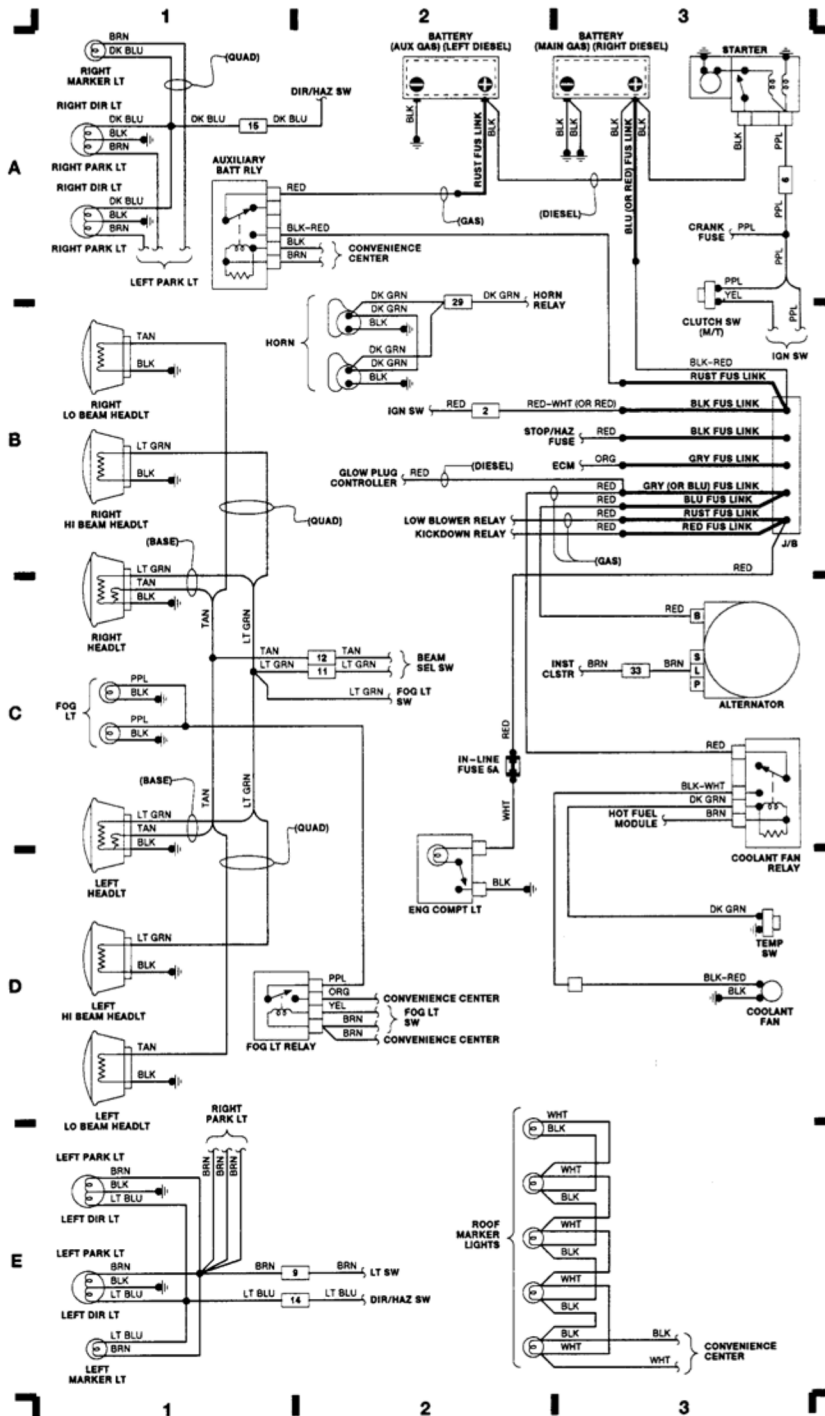 1
2
3
BRN
DK BLU
(QUAD)
RIGHT
MARKER LT
DIR/HAZ SW
RIGHT DIR LT
DK BLU
BLK
BRN
DK BLU
15
DK BLU
RIGHT PARK LT
RIGHT DIR LT
DK BLU
BLK
BRN
RIGHT PARK LT
LEFT PARK LT
A
AUXILIARY
BATT RLY
RED
BLK-RED
BLK
BRN
CONVENIENCE
CENTER
(GAS)
(DIESEL)
BATTERY
(AUX GAS) (LEFT DIESEL)
BLK
RUST FUS LINK
BLK
BATTERY
(MAIN GAS) (RIGHT DIESEL)
BLK
BLK
BLU (OR RED) FUS LINK
BLK
STARTER
BLK
PPL
6
PPL
CRANK
FUSE
PPL
PPL
PPL
YEL
PPL
CLUTCH SW
(M/T)
IGN SW
HORN
DK GRN
DK GRN
BLK
DK GRN
DK GRN
BLK
29
DK GRN
HORN
RELAY
TAN
BLK
RIGHT
LO BEAM HEADLT
B
LT GRN
BLK
RIGHT
HI BEAM HEADLT
(QUAD)
(BASE)
BLK-RED
RUST FUS LINK
IGN SW
RED
2
RED-WHT (OR RED)
BLK FUS LINK
STOP/HAZ
FUSE
RED
BLK FUS LINK
(DIESEL)
ECM
ORG
GRY FUS LINK
GLOW PLUG
CONTROLLER
RED
RED
GRY (OR BLU) FUS LINK
RED
BLU FUS LINK
LOW BLOWER RELAY
RED
RUST FUS LINK
KICKDOWN RELAY
RED
RED FUS LINK
J/B
(GAS)
RED
LT GRN
TAN
BLK
RIGHT
HEADLT
TAN
LT GRN
TAN
12
TAN
LT GRN
11
LT GRN
BEAM
SEL SW
LT GRN
FOG LT
SW
C
FOG
LT
PPL
BLK
PPL
BLK
RED
B
S
L
P
INST
CLSTR
BRN
33
BRN
ALTERNATOR
RED
IN-LINE
FUSE 5A
WHT
RED
BLK-WHT
DK GRN
HOT FUEL
MODULE
BRN
COOLANT FAN
RELAY
(BASE)
TAN
LT GRN
LT GRN
TAN
BLK
LEFT
HEADLT
(QUAD)
ENG COMPT LT
BLK
DK GRN
TEMP
SW
LT GRN
BLK
LEFT
HI BEAM HEADLT
D
PPL
ORG
YEL
BRN
BRN
CONVENIENCE CENTER
FOG LT
SW
CONVENIENCE CENTER
FOG LT RELAY
BLK-RED
BLK
COOLANT
FAN
TAN
BLK
LEFT
LO BEAM HEADLT
RIGHT
PARK LT
BRN
BRN
BRN
LEFT PARK LT
BRN
BLK
LT BLU
LEFT DIR LT
E
LEFT PARK LT
BRN
BLK
LT BLU
LEFT DIR LT
BRN
9
BRN
LT SW
LT BLU
14
LT BLU
DIR/HAZ SW
LT BLU
BRN
LEFT
MARKER LT
ROOF
MARKER
LIGHTS
WHT
BLK
WHT
BLK
WHT
BLK
WHT
BLK
BLK
WHT
BLK
WHT
CONVENIENCE
CENTER
1
2
3